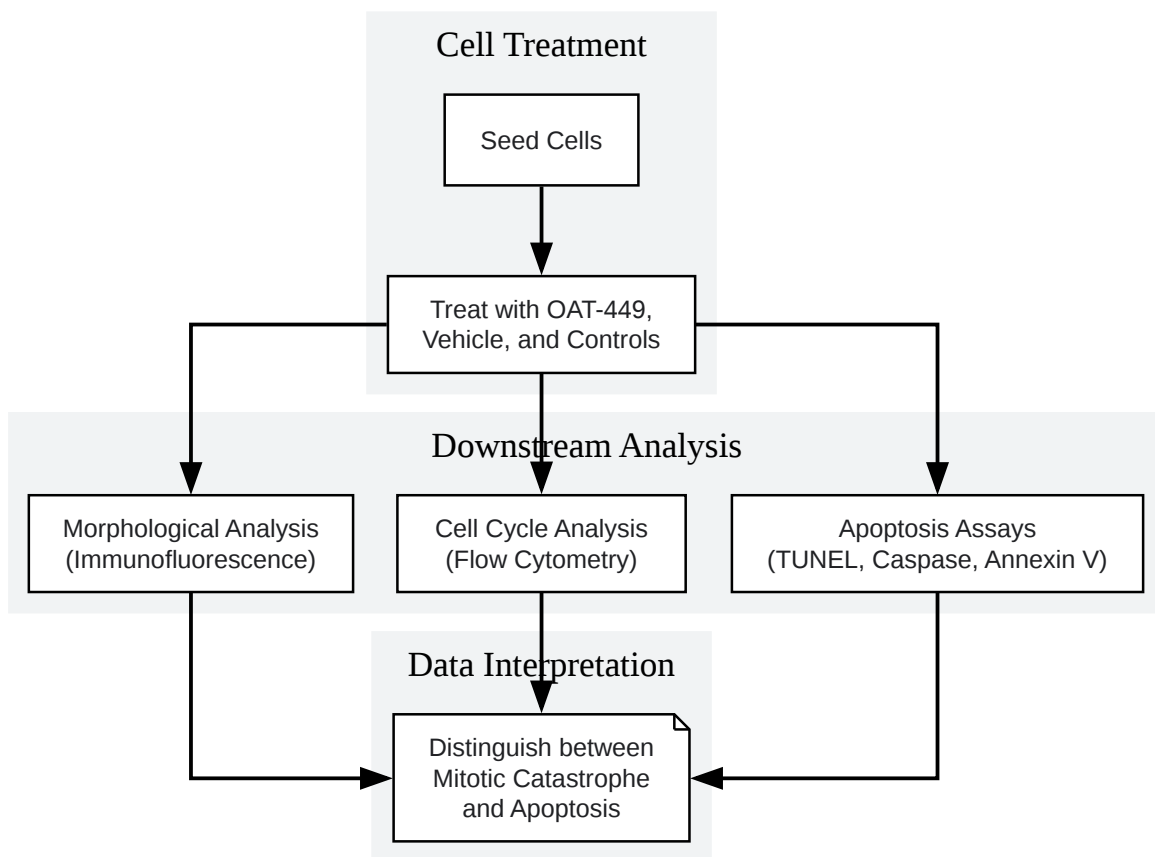 Cell Treatment
Seed Cells
Treat with OAT-449,
Vehicle, and Controls
Downstream Analysis
Morphological Analysis
(Immunofluorescence)
Cell Cycle Analysis
(Flow Cytometry)
Apoptosis Assays
(TUNEL, Caspase, Annexin V)
Data Interpretation
Distinguish between
Mitotic Catastrophe
and Apoptosis